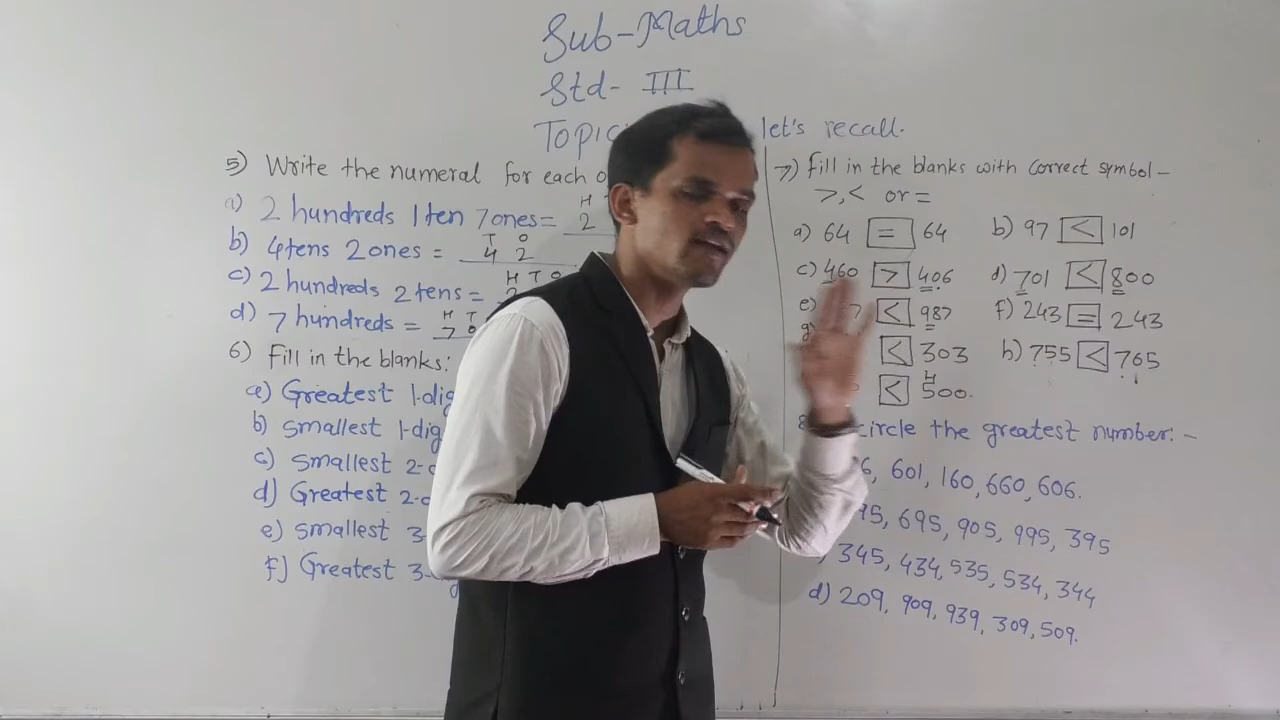 Sub-Maths
Std- III
Topic let's recall.
5) Write the numeral for each
H
a) 2 hundreds 1 ten 7 ones = 2
T O
b) 4 tens 2 ones = 4 2
H T O
c) 2 hundreds 2 tens =
H T
d) 7 hundreds = 7
6) Fill in the blanks:
a) Greatest 1-dig
b) smallest 1-dig
c) smallest 2-
d) Greatest 2-
e) smallest 3-
f) Greatest 3-
7) fill in the blanks with correct symbol -
>, < or =
a) 64 = 64 b) 97 < 101
c) 460 > 406 d) 701 < 800
e) 7 < 987 f) 243 = 243
g) < 303 h) 755 < 765
H
< 500.
circle the greatest number: -
6, 601, 160, 660, 606.
95, 695, 905, 995, 395
, 345, 434, 535, 534, 344
d) 209, 909, 939, 309, 509.